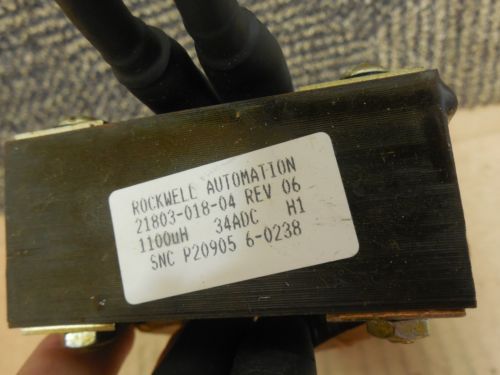 ROCKWELL AUTOMATION
21803-018-04 REV 06
1100uH 34ADC H1
SNC P20905 6-0238